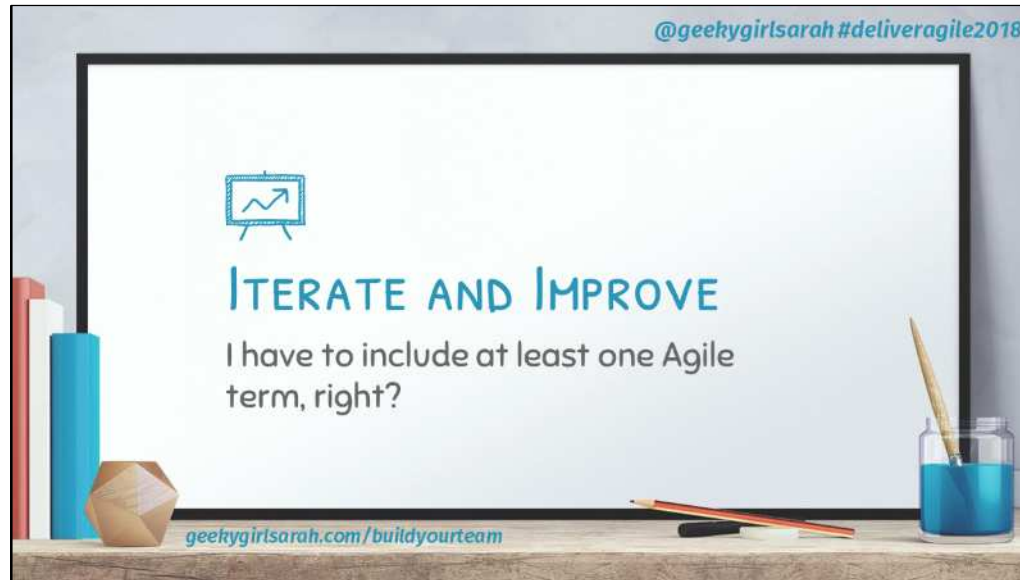 @geekygirlsarah #deliveragile2018
Iterate and Improve
I have to include at least one Agile
term, right?
geekygirlsarah.com/buildyourteam